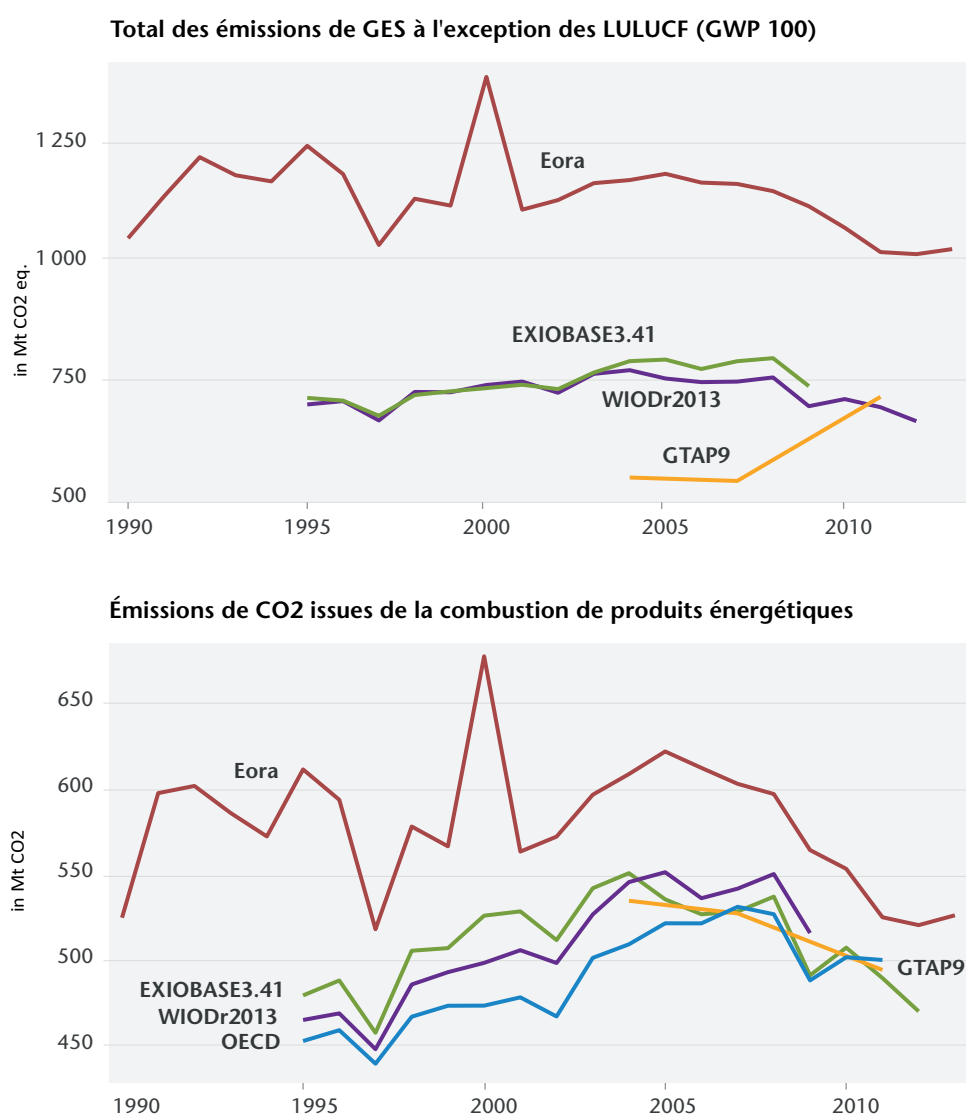 Total des émissions de GES à l'exception des LULUCF (GWP 100)
in Mt CO2 eq.
1 250
1 000
750
500
Eora
EXIOBASE3.41
WIODr2013
GTAP9
1990 1995 2000 2005 2010
Émissions de CO2 issues de la combustion de produits énergétiques
in Mt CO2
650
600
550
500
450
Eora
GTAP9
EXIOBASE3.41
WIODr2013
OECD
1990 1995 2000 2005 2010